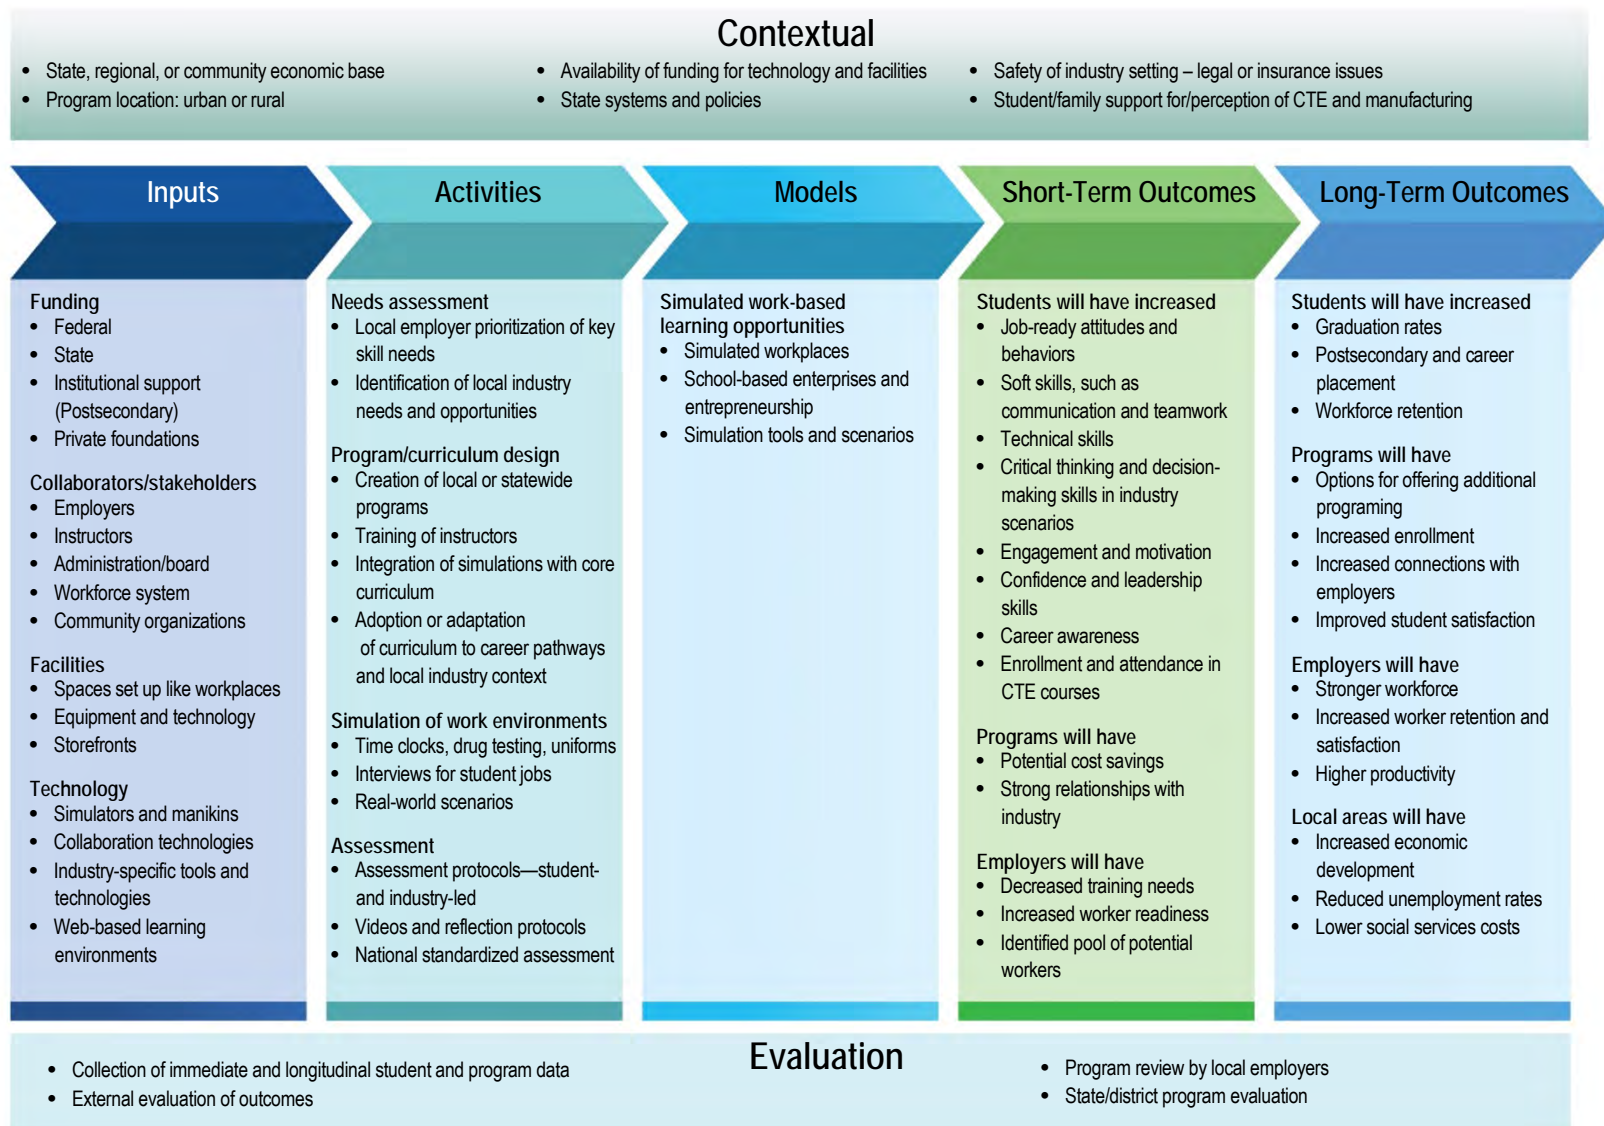 Contextual
• State, regional, or community economic base
• Program location: urban or rural
• Availability of funding for technology and facilities
• State systems and policies
• Safety of industry setting – legal or insurance issues
• Student/family support for/perception of CTE and manufacturing
Inputs
Funding
• Federal
• State
• Institutional support
(Postsecondary)
• Private foundations
Collaborators/stakeholders
• Employers
• Instructors
• Administration/board
• Workforce system
• Community organizations
Facilities
• Spaces set up like workplaces
• Equipment and technology
• Storefronts
Technology
• Simulators and manikins
• Collaboration technologies
• Industry-specific tools and
technologies
• Web-based learning
environments
Activities
Needs assessment
• Local employer prioritization of key
skill needs
• Identification of local industry
needs and opportunities
Program/curriculum design
• Creation of local or statewide
programs
• Training of instructors
• Integration of simulations with core
curriculum
• Adoption or adaptation
of curriculum to career pathways
and local industry context
Simulation of work environments
• Time clocks, drug testing, uniforms
• Interviews for student jobs
• Real-world scenarios
Assessment
• Assessment protocols—student-
and industry-led
• Videos and reflection protocols
• National standardized assessment
Models
Simulated work-based
learning opportunities
• Simulated workplaces
• School-based enterprises and
entrepreneurship
• Simulation tools and scenarios
Short-Term Outcomes
Students will have increased
• Job-ready attitudes and
behaviors
• Soft skills, such as
communication and teamwork
• Technical skills
• Critical thinking and decision-
making skills in industry
scenarios
• Engagement and motivation
• Confidence and leadership
skills
• Career awareness
• Enrollment and attendance in
CTE courses
Programs will have
• Potential cost savings
• Strong relationships with
industry
Employers will have
• Decreased training needs
• Increased worker readiness
• Identified pool of potential
workers
Long-Term Outcomes
Students will have increased
• Graduation rates
• Postsecondary and career
placement
• Workforce retention
Programs will have
• Options for offering additional
programing
• Increased enrollment
• Increased connections with
employers
• Improved student satisfaction
Employers will have
• Stronger workforce
• Increased worker retention and
satisfaction
• Higher productivity
Local areas will have
• Increased economic
development
• Reduced unemployment rates
• Lower social services costs
Evaluation
• Collection of immediate and longitudinal student and program data
• External evaluation of outcomes
• Program review by local employers
• State/district program evaluation